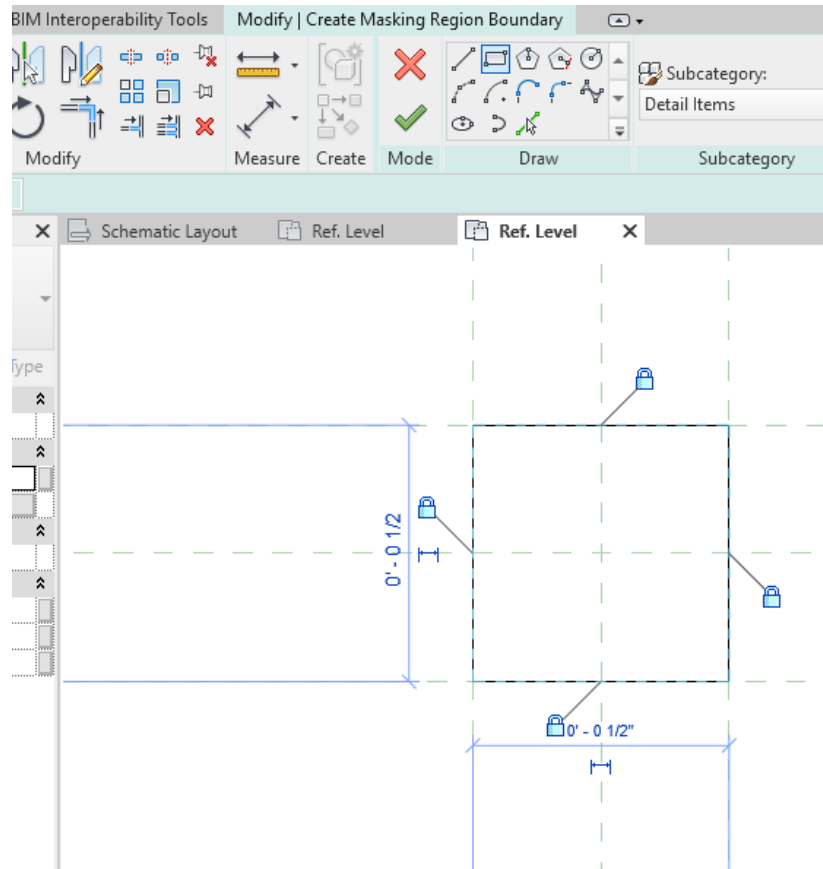 BIM Interoperability Tools Modify | Create Masking Region Boundary
Subcategory:
Detail Items
Modify Measure Create Mode Draw Subcategory
Schematic Layout Ref. Level Ref. Level X
Type
0' - 0 1/2
0' - 0 1/2"